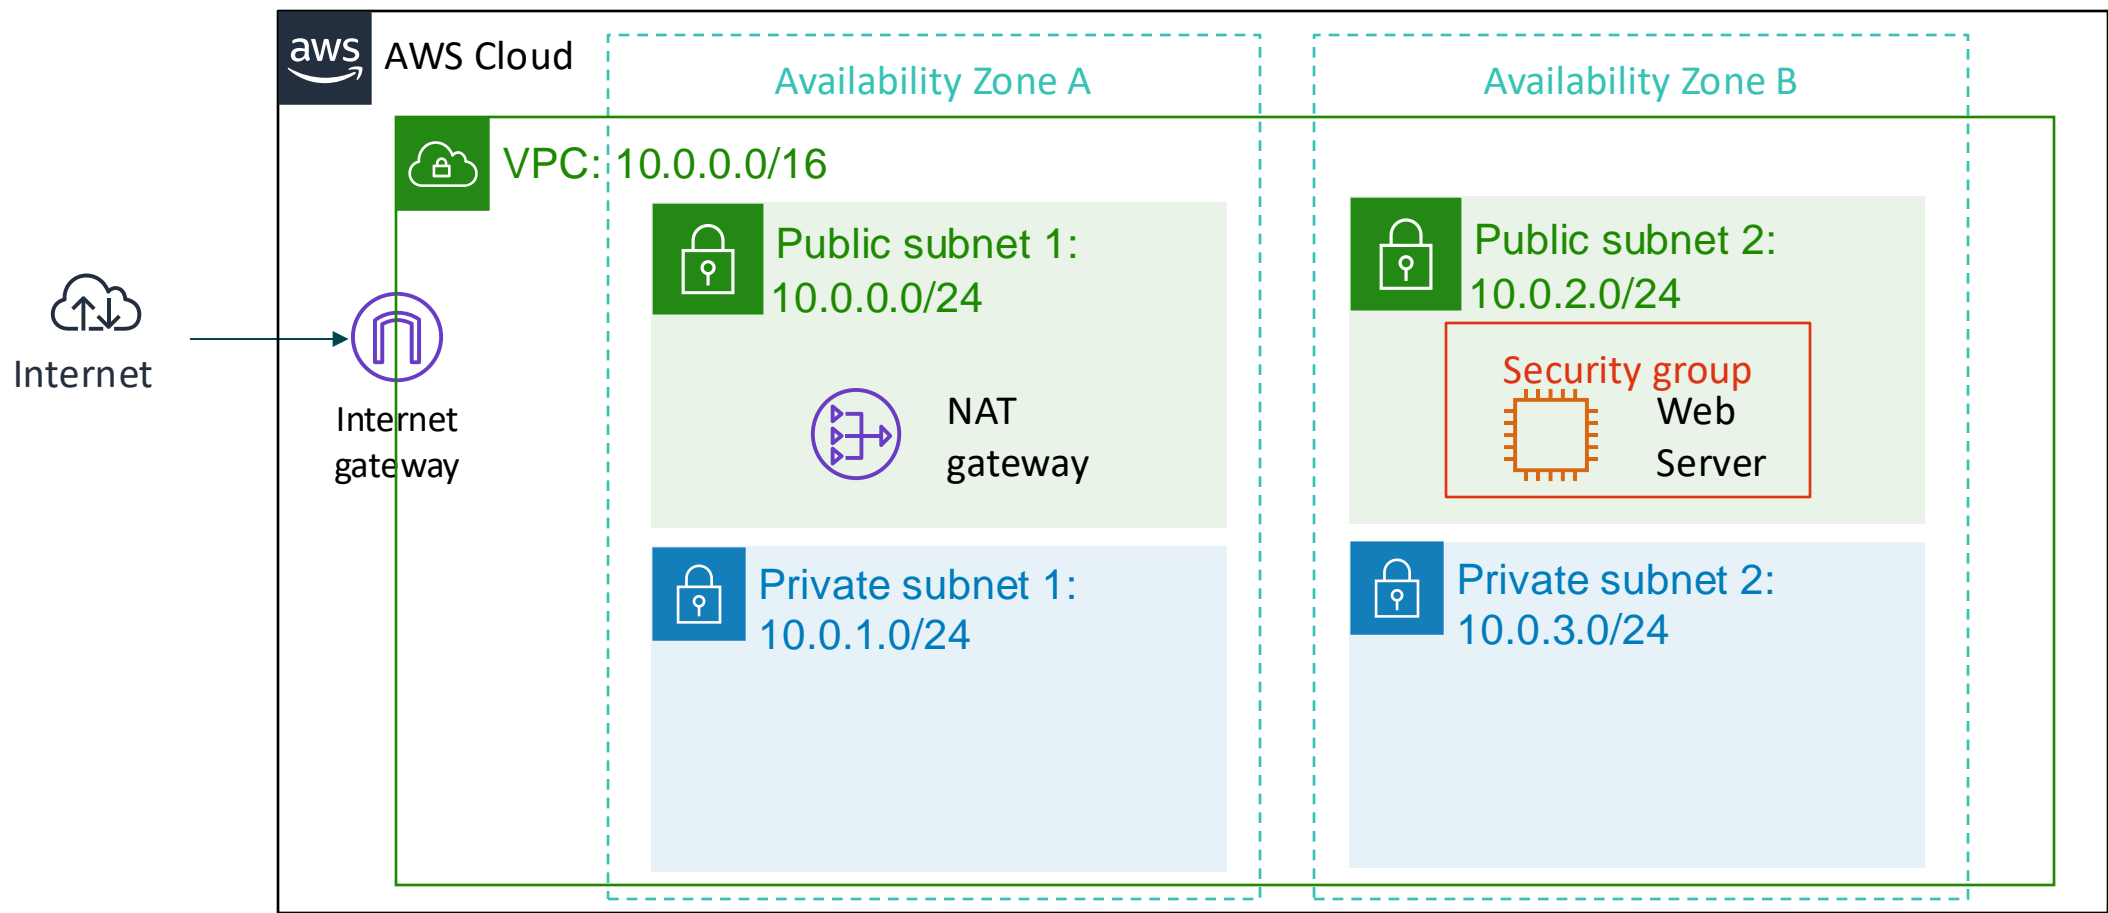 aws
AWS Cloud
Availability Zone A
Availability Zone B
VPC: 10.0.0.0/16
Public subnet 1:
10.0.0.0/24
Public subnet 2:
10.0.2.0/24
Internet
Internet
gateway
NAT
gateway
Security group
Web
Server
Private subnet 1:
10.0.1.0/24
Private subnet 2:
10.0.3.0/24